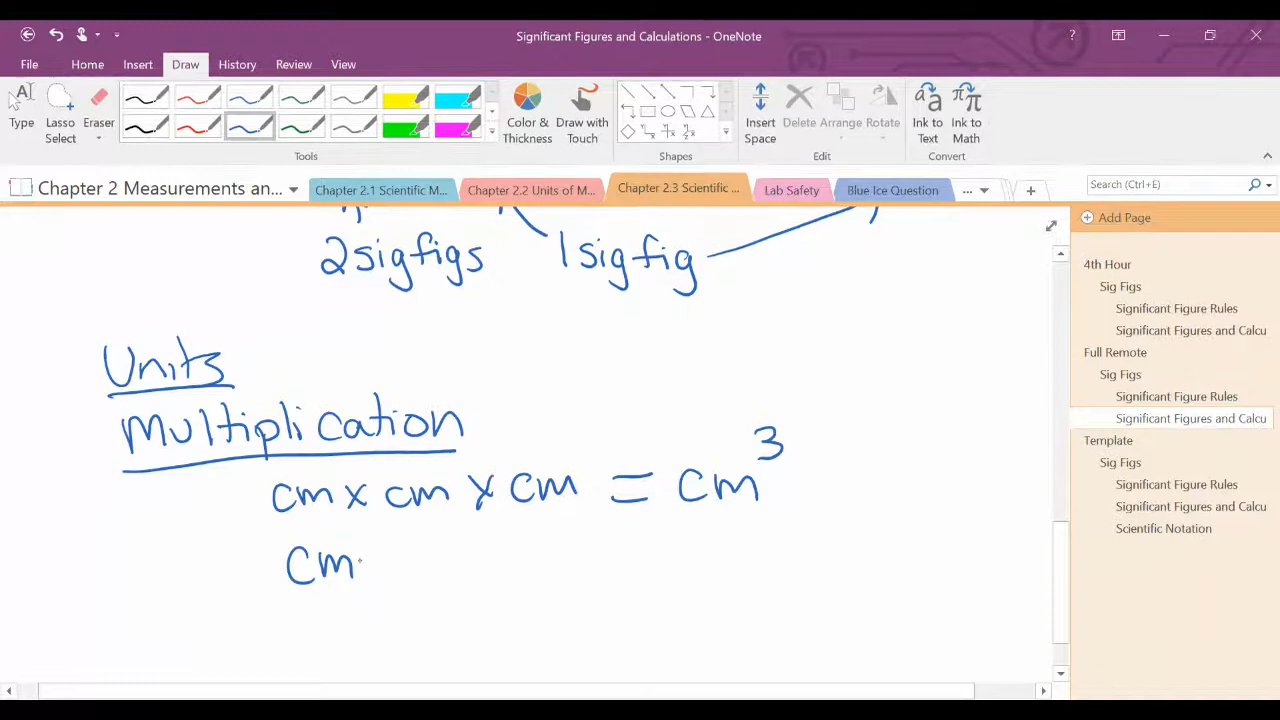 Significant Figures and Calculations - OneNote
File Home Insert Draw History Review View
Type
Lasso Select
Eraser
Color & Thickness
Draw with Touch
Insert Space
Delete
Arrange
Rotate
Ink to Text
Ink to Math
Tools
Shapes
Edit
Convert
Chapter 2 Measurements an...
Chapter 2.1 Scientific M...
Chapter 2.2 Units of M...
Chapter 2.3 Scientific ...
Lab Safety
Blue Ice Question
...
Search (Ctrl+E)
Add Page
4th Hour
Sig Figs
Significant Figure Rules
Significant Figures and Calcu
Full Remote
Sig Figs
Significant Figure Rules
Significant Figures and Calcu
Template
Sig Figs
Significant Figure Rules
Significant Figures and Calcu
Scientific Notation
2sigfigs 1sigfig
Units
Multiplication
cm x cm x cm = cm³
cm